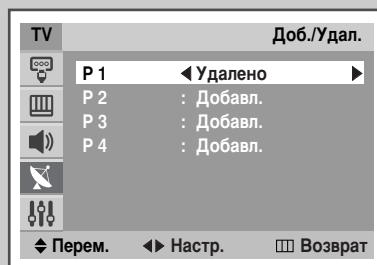 TV Доб./Удал.
P 1 Удалено
P 2 : Добавл.
P 3 : Добавл.
P 4 : Добавл.
Перем. Настр. Возврат